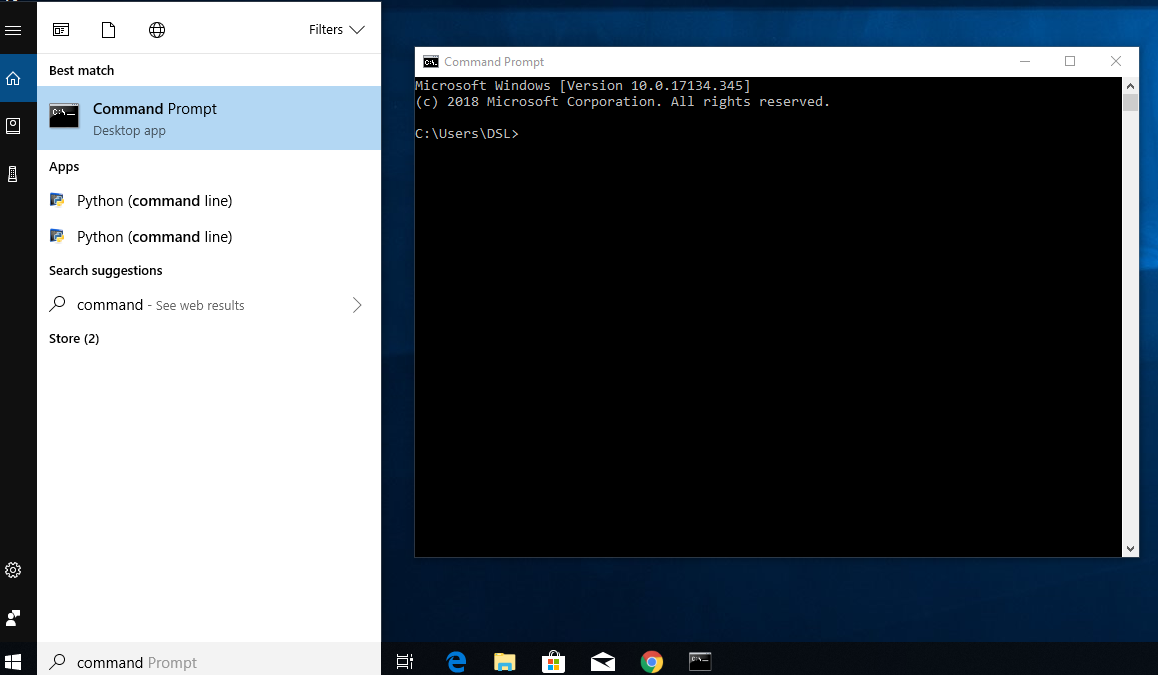 Filters
Best match
Command Prompt
Desktop app
Apps
Python (command line)
Python (command line)
Search suggestions
command - See web results
Store (2)
command Prompt
Command Prompt
Microsoft Windows [Version 10.0.17134.345]
(c) 2018 Microsoft Corporation. All rights reserved.
C:\Users\DSL>